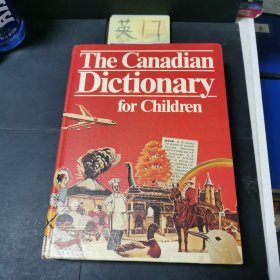 英17
The Canadian
Dictionary
for Children